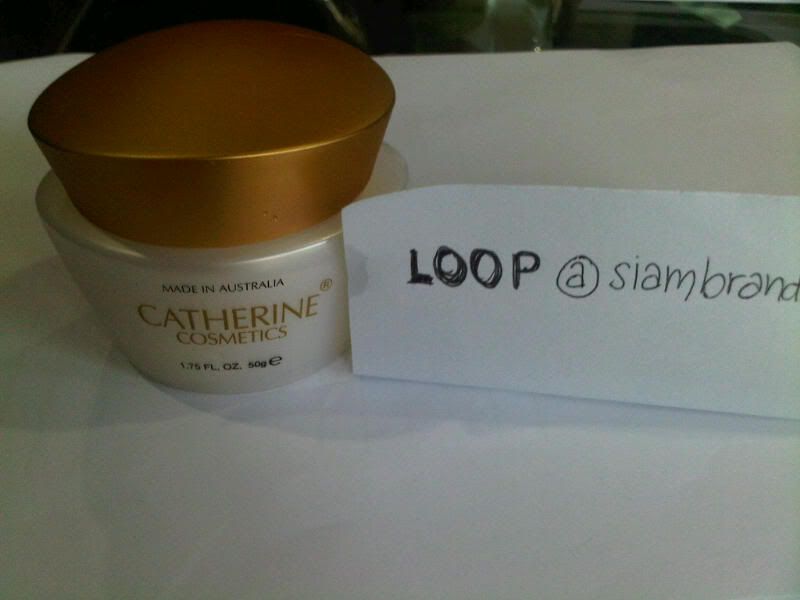 MADE IN AUSTRALIA
CATHERINE®
COSMETICS
1.75 FL. OZ. 50g ℮
LOOP @ siambrand